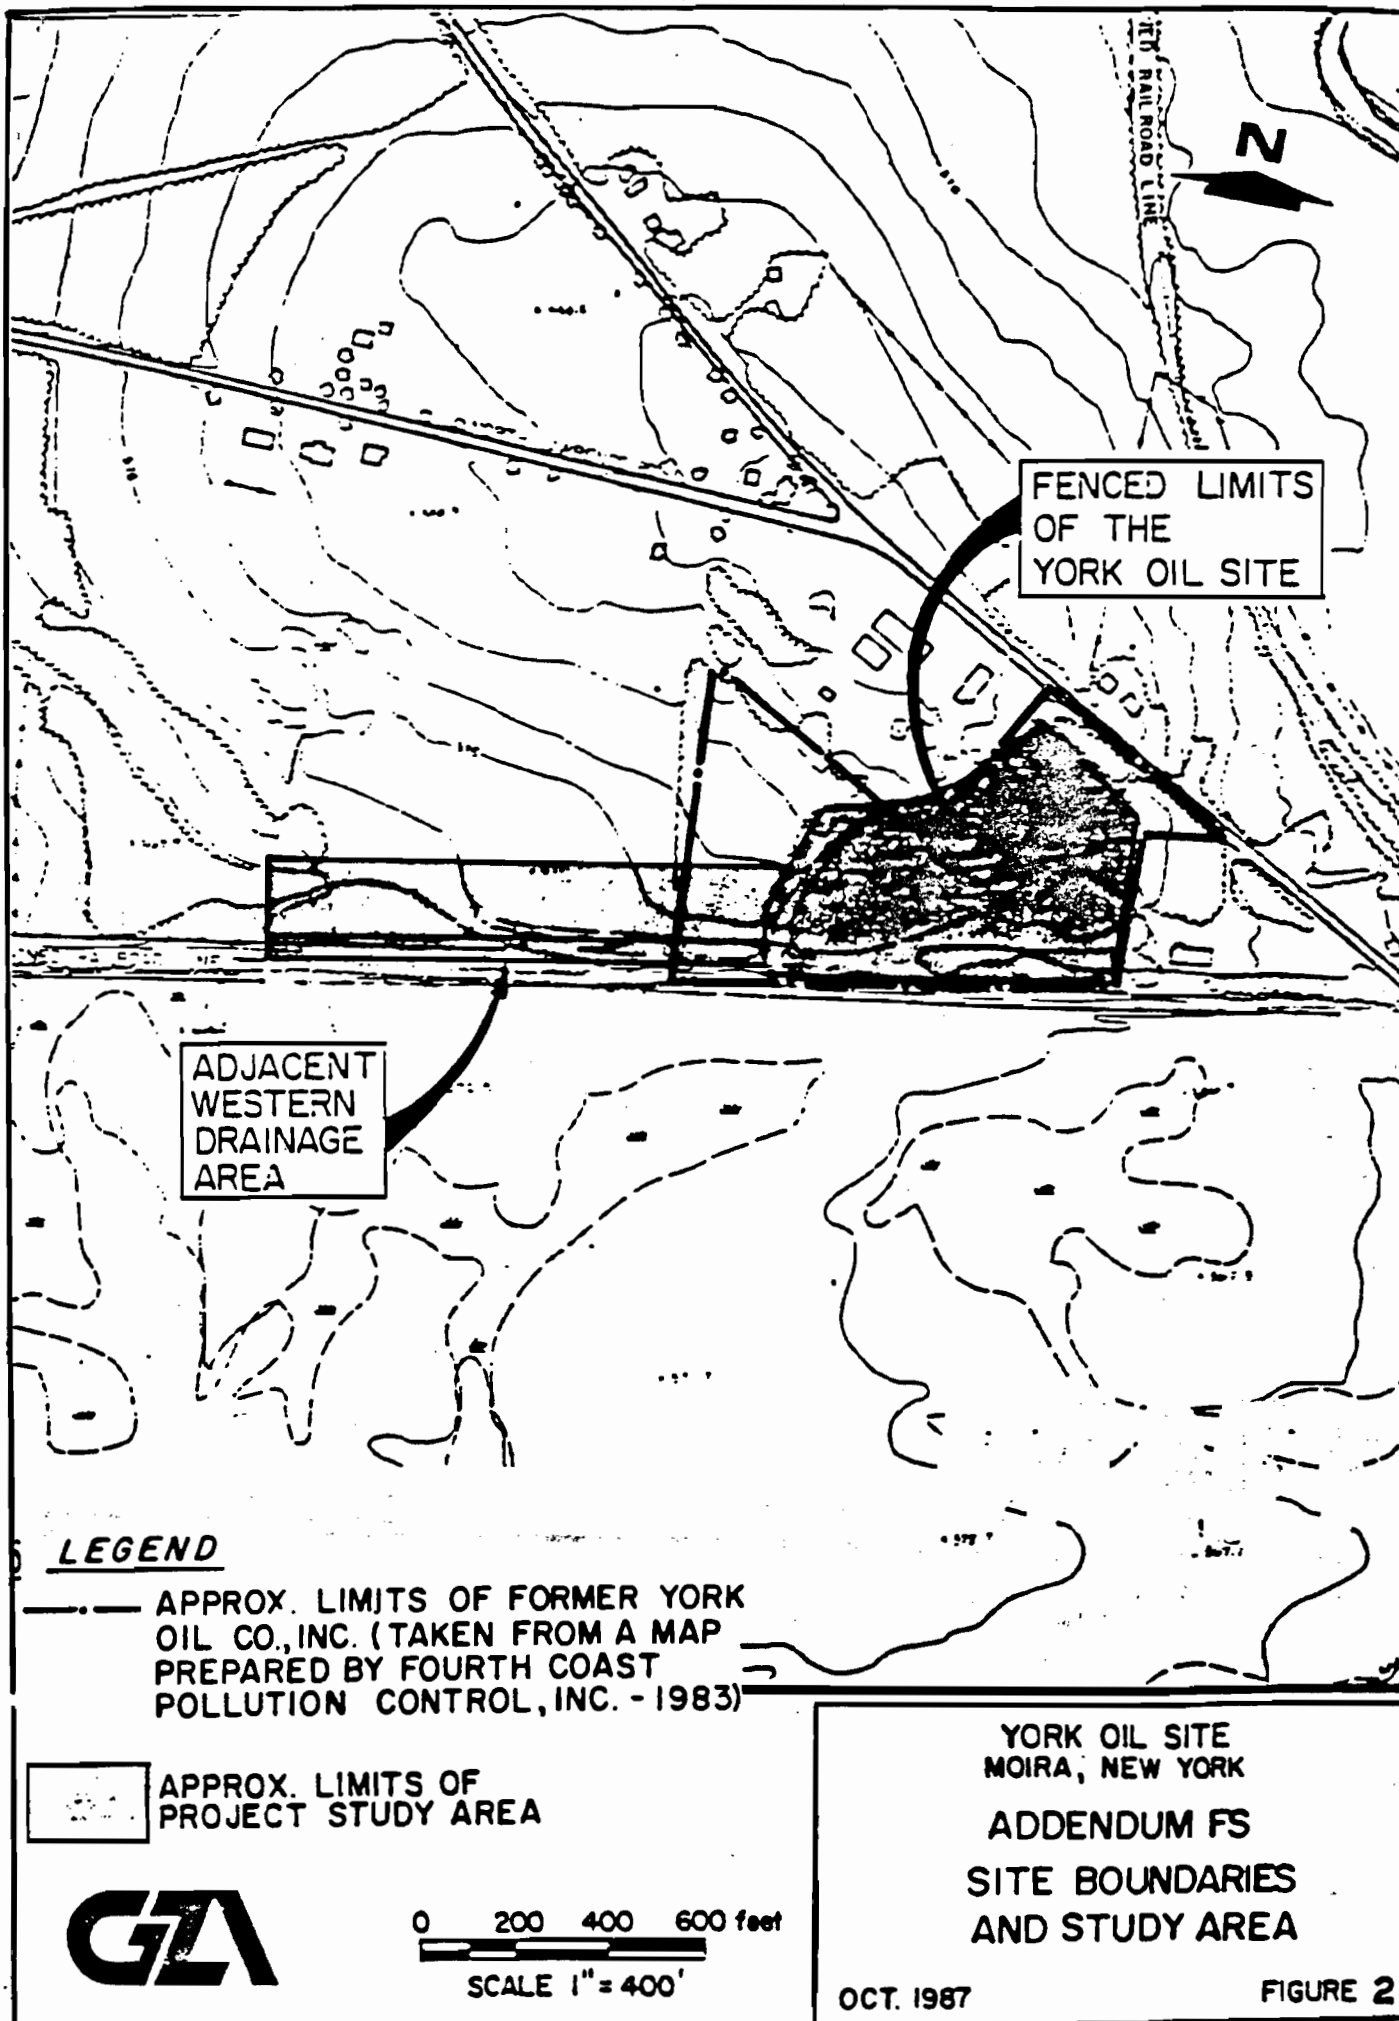 RAILROAD LINE
N
FENCED LIMITS
OF THE
YORK OIL SITE
ADJACENT
WESTERN
DRAINAGE
AREA
LEGEND
APPROX. LIMITS OF FORMER YORK
OIL CO., INC. (TAKEN FROM A MAP
PREPARED BY FOURTH COAST
POLLUTION CONTROL, INC. - 1983)
APPROX. LIMITS OF
PROJECT STUDY AREA
GZA
0 200 400 600 feet
SCALE 1" = 400'
YORK OIL SITE
MOIRA, NEW YORK
ADDENDUM FS
SITE BOUNDARIES
AND STUDY AREA
OCT. 1987
FIGURE 2